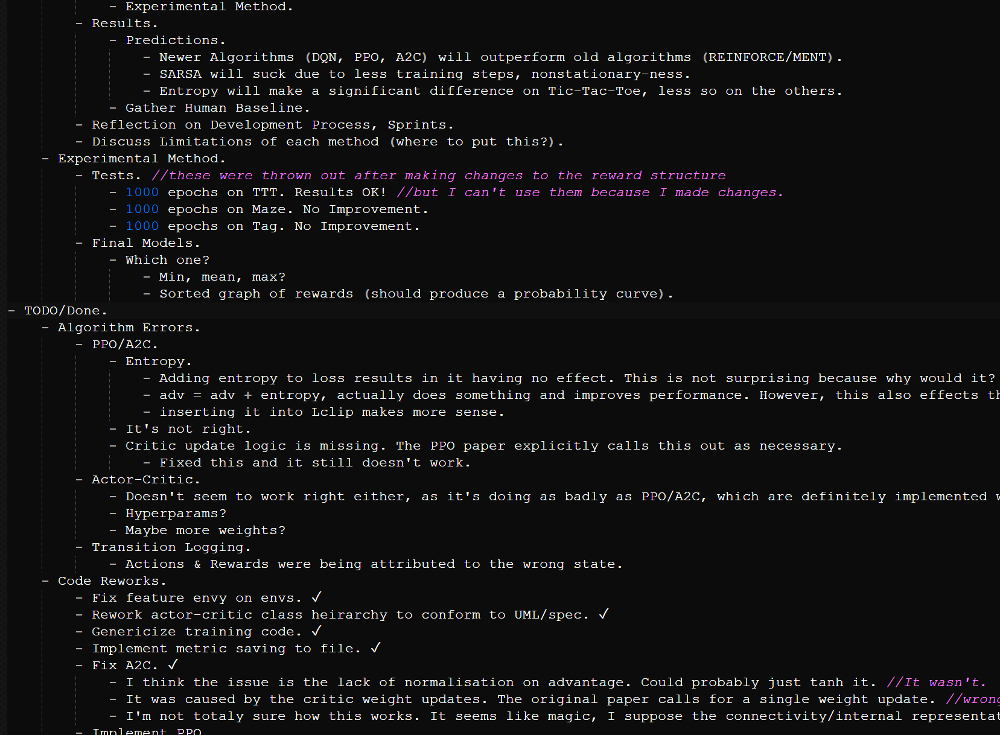 - Experimental Method.
- Results.
- Predictions.
- Newer Algorithms (DQN, PPO, A2C) will outperform old algorithms (REINFORCE/MENT).
- SARSA will suck due to less training steps, nonstationary-ness.
- Entropy will make a significant difference on Tic-Tac-Toe, less so on the others.
- Gather Human Baseline.
- Reflection on Development Process, Sprints.
- Discuss Limitations of each method (where to put this?).
- Experimental Method.
- Tests. //these were thrown out after making changes to the reward structure
- 1000 epochs on TTT. Results OK! //but I can't use them because I made changes.
- 1000 epochs on Maze. No Improvement.
- 1000 epochs on Tag. No Improvement.
- Final Models.
- Which one?
- Min, mean, max?
- Sorted graph of rewards (should produce a probability curve).
- TODO/Done.
- Algorithm Errors.
- PPO/A2C.
- Entropy.
- Adding entropy to loss results in it having no effect. This is not surprising because why would it?
- adv = adv + entropy, actually does something and improves performance. However, this also effects
- inserting it into Lclip makes more sense.
- It's not right.
- Critic update logic is missing. The PPO paper explicitly calls this out as necessary.
- Fixed this and it still doesn't work.
- Actor-Critic.
- Doesn't seem to work right either, as it's doing as badly as PPO/A2C, which are definitely implemented
- Hyperparams?
- Maybe more weights?
- Transition Logging.
- Actions & Rewards were being attributed to the wrong state.
- Code Reworks.
- Fix feature envy on envs. ✓
- Rework actor-critic class heirarchy to conform to UML/spec. ✓
- Genericize training code. ✓
- Implement metric saving to file. ✓
- Fix A2C. ✓
- I think the issue is the lack of normalisation on advantage. Could probably just tanh it. //It wasn't.
- It was caused by the critic weight updates. The original paper calls for a single weight update. //wrong
- I'm not totaly sure how this works. It seems like magic, I suppose the connectivity/internal
- Implement PPO